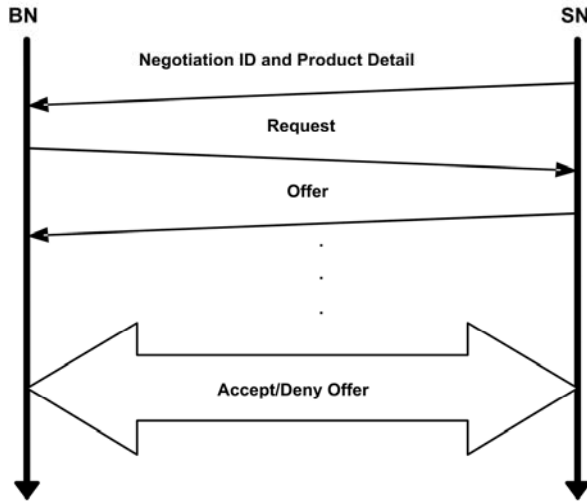 BN
SN
Negotiation ID and Product Detail
Request
Offer
.
.
.
Accept/Deny Offer